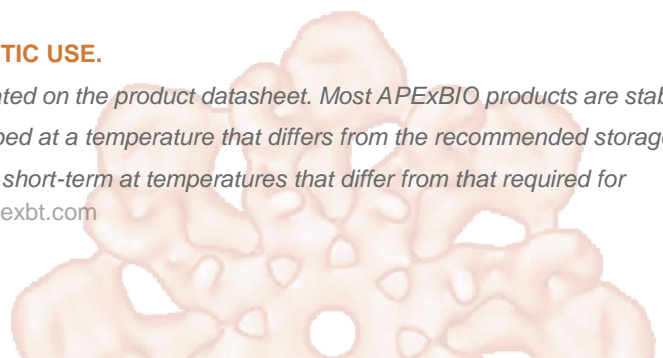 TIC USE.
ated on the product datasheet. Most APExBIO products are stab
ped at a temperature that differs from the recommended storage
short-term at temperatures that differ from that required for
exbt.com